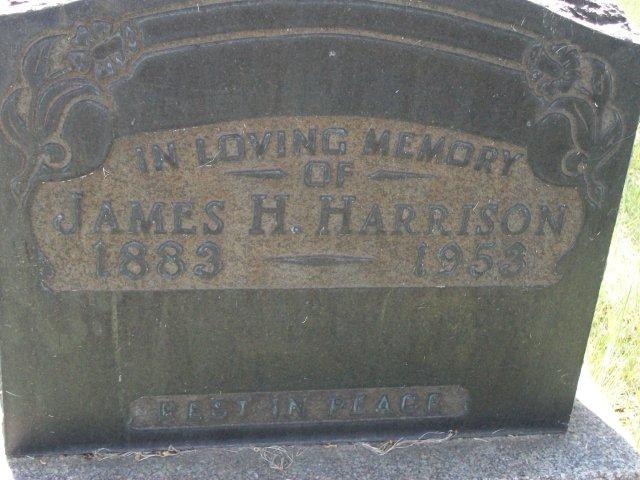 IN LOVING MEMORY
OF
JAMES H. HARRISON
1883 — 1953
REST IN PEACE